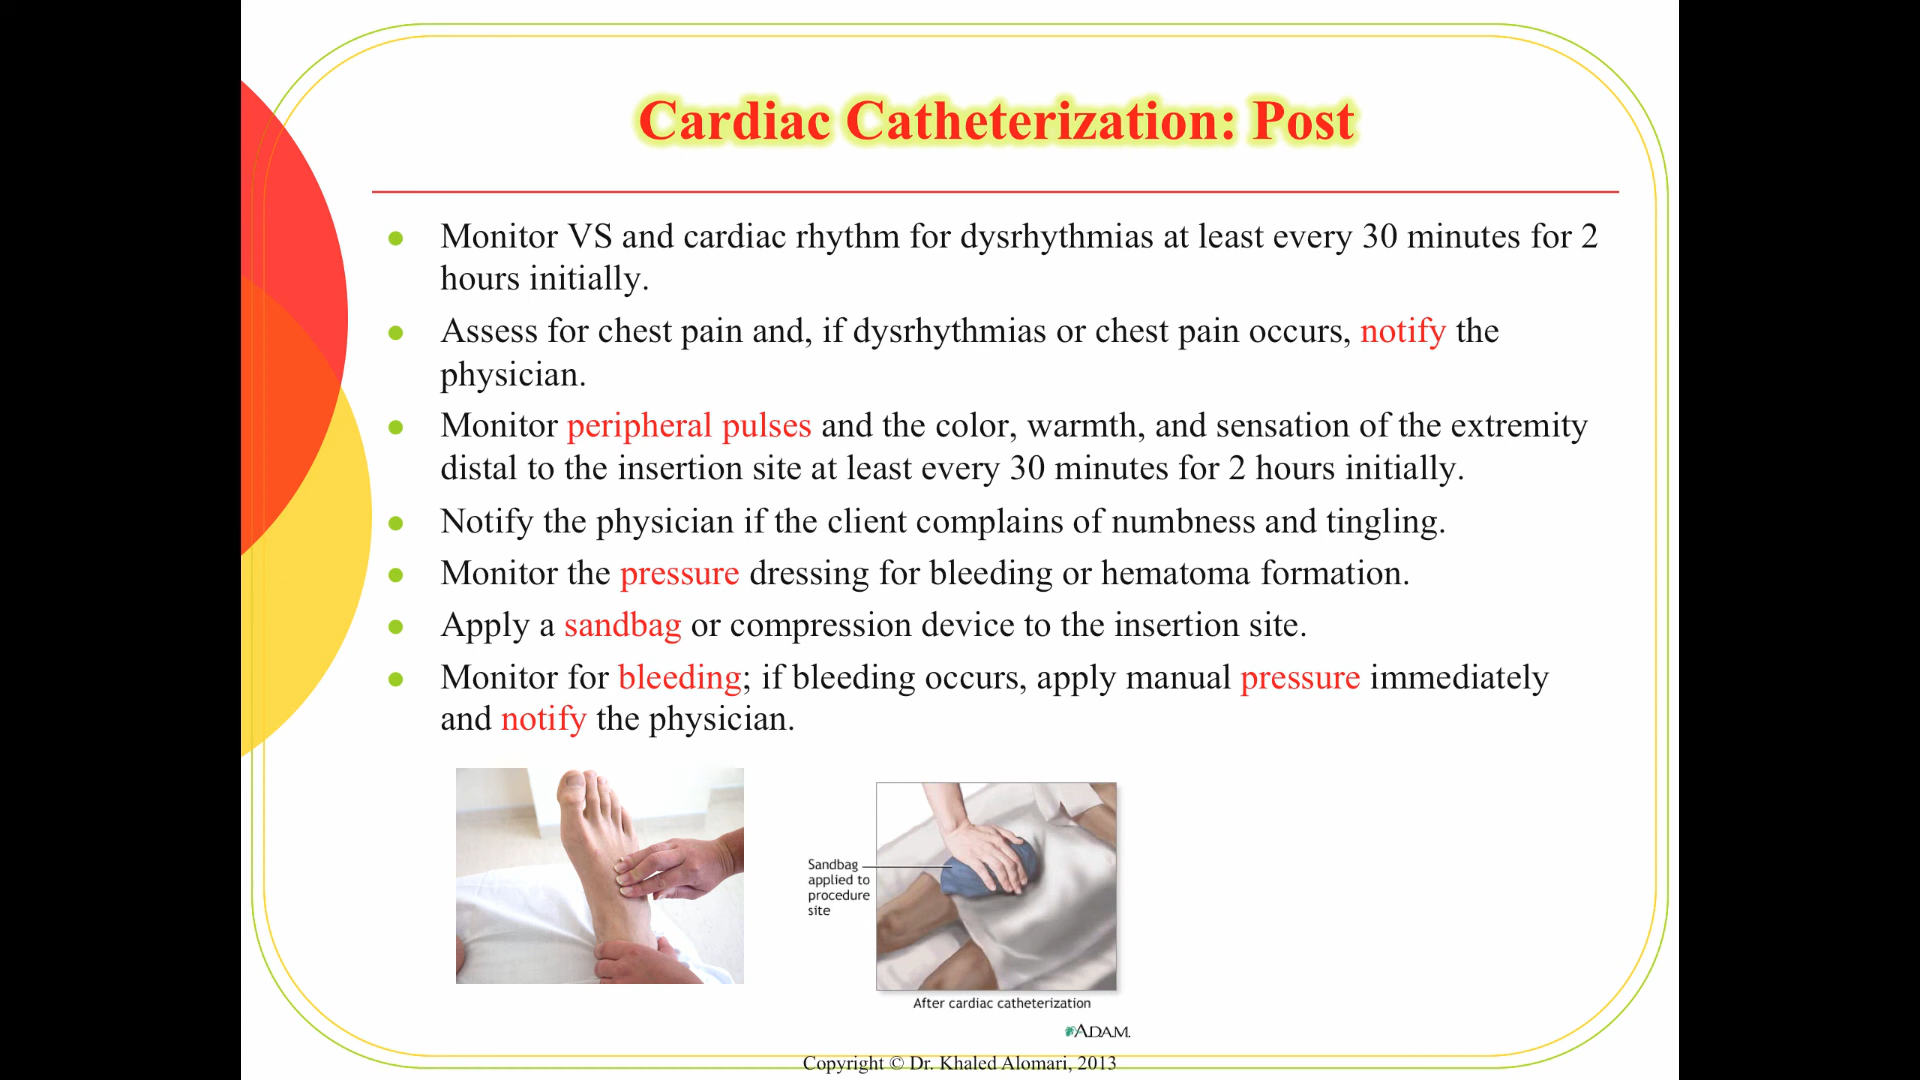 Cardiac Catheterization: Post
Monitor VS and cardiac rhythm for dysrhythmias at least every 30 minutes for 2
hours initially.
Assess for chest pain and, if dysrhythmias or chest pain occurs, notify the
physician.
Monitor peripheral pulses and the color, warmth, and sensation of the extremity
distal to the insertion site at least every 30 minutes for 2 hours initially.
Notify the physician if the client complains of numbness and tingling.
Monitor the pressure dressing for bleeding or hematoma formation.
Apply a sandbag or compression device to the insertion site.
Monitor for bleeding; if bleeding occurs, apply manual pressure immediately
and notify the physician.
Sandbag
applied to
procedure
site
After cardiac catheterization
ADAM.
Copyright © Dr. Khaled Alomari, 2013